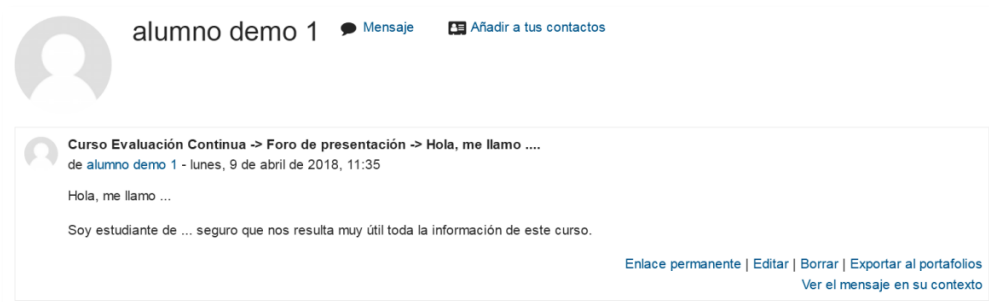 alumno demo 1 Mensaje Añadir a tus contactos
Curso Evaluación Continua -> Foro de presentación -> Hola, me llamo ....
de alumno demo 1 - lunes, 9 de abril de 2018, 11:35
Hola, me llamo ...
Soy estudiante de ... seguro que nos resulta muy útil toda la información de este curso.
Enlace permanente | Editar | Borrar | Exportar al portafolios
Ver el mensaje en su contexto